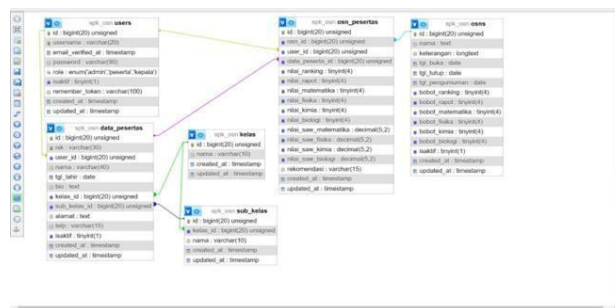 spk_osn users
id : bigint(20) unsigned
username : varchar(20)
email_verified_at : timestamp
password : varchar(90)
role : enum('admin','peserta','kepala')
isaktif : tinyint(1)
remember_token : varchar(100)
created_at : timestamp
updated_at : timestamp
spk_osn osn_pesertas
id : bigint(20) unsigned
osn_id : bigint(20) unsigned
user_id : bigint(20) unsigned
data_peserta_id : bigint(20) unsigned
nilai_ranking : tinyint(4)
nilai_rapot : tinyint(4)
nilai_matematika : tinyint(4)
nilai_fisika : tinyint(4)
nilai_kimia : tinyint(4)
nilai_biologi : tinyint(4)
nilai_saw_matematika : decimal(5,2)
nilai_saw_fisika : decimal(5,2)
nilai_saw_kimia : decimal(5,2)
nilai_saw_biologi : decimal(5,2)
rekomendasi : varchar(15)
created_at : timestamp
updated_at : timestamp
spk_osn osns
id : bigint(20) unsigned
nama : text
keterangan : longtext
tgl_buka : date
tgl_tutup : date
tgl_pengumuman : date
bobot_ranking : tinyint(4)
bobot_rapot : tinyint(4)
bobot_matematika : tinyint(4)
bobot_fisika : tinyint(4)
bobot_kimia : tinyint(4)
bobot_biologi : tinyint(4)
isaktif : tinyint(1)
created_at : timestamp
updated_at : timestamp
spk_osn data_pesertas
id : bigint(20) unsigned
nik : varchar(30)
user_id : bigint(20) unsigned
nama : varchar(40)
tgl_lahir : date
bio : text
kelas_id : bigint(20) unsigned
sub_kelas_id : bigint(20) unsigned
alamat : text
telp : varchar(15)
isaktif : tinyint(1)
created_at : timestamp
updated_at : timestamp
spk_osn kelas
id : bigint(20) unsigned
nama : varchar(10)
created_at : timestamp
updated_at : timestamp
spk_osn sub_kelas
id : bigint(20) unsigned
kelas_id : bigint(20) unsigned
nama : varchar(10)
created_at : timestamp
updated_at : timestamp